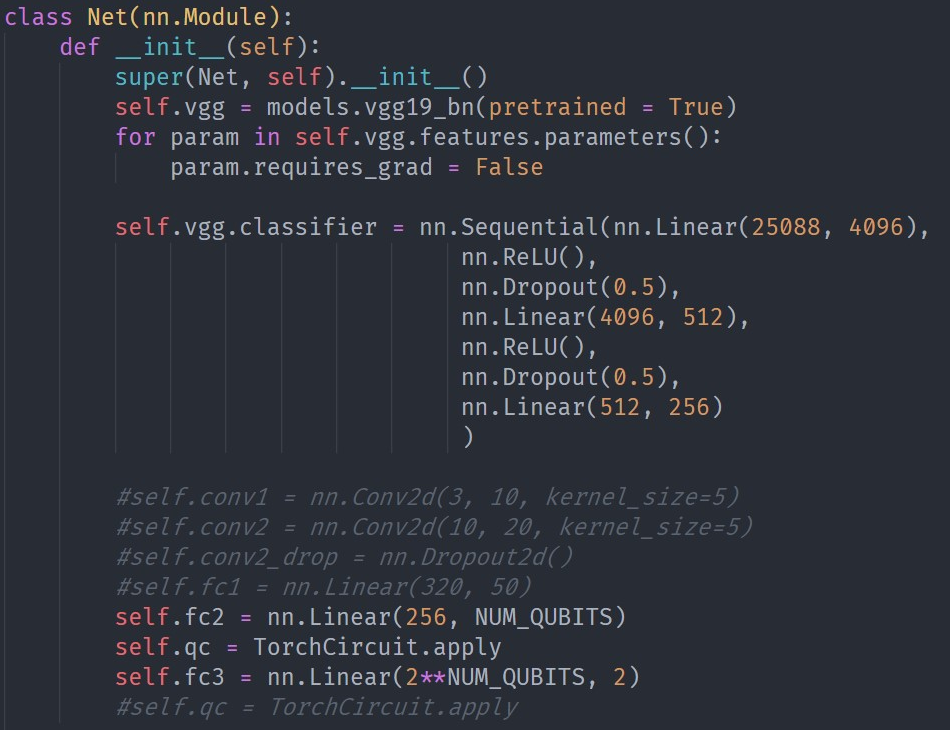 class Net(nn.Module):
    def __init__(self):
        super(Net, self).__init__()
        self.vgg = models.vgg19_bn(pretrained = True)
        for param in self.vgg.features.parameters():
            param.requires_grad = False

        self.vgg.classifier = nn.Sequential(nn.Linear(25088, 4096),
                                 nn.ReLU(),
                                 nn.Dropout(0.5),
                                 nn.Linear(4096, 512),
                                 nn.ReLU(),
                                 nn.Dropout(0.5),
                                 nn.Linear(512, 256)
                                 )

        #self.conv1 = nn.Conv2d(3, 10, kernel_size=5)
        #self.conv2 = nn.Conv2d(10, 20, kernel_size=5)
        #self.conv2_drop = nn.Dropout2d()
        #self.fc1 = nn.Linear(320, 50)
        self.fc2 = nn.Linear(256, NUM_QUBITS)
        self.qc = TorchCircuit.apply
        self.fc3 = nn.Linear(2**NUM_QUBITS, 2)
        #self.qc = TorchCircuit.apply